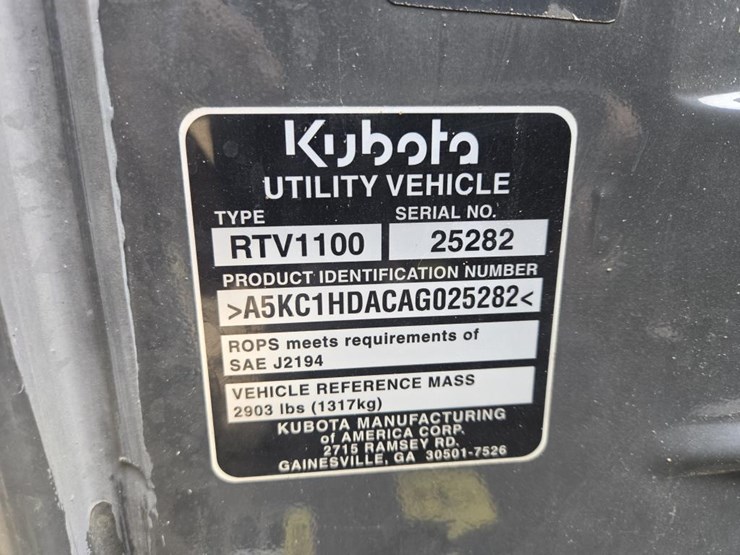 Kubota
UTILITY VEHICLE
TYPE SERIAL NO.
RTV1100 25282
PRODUCT IDENTIFICATION NUMBER
>A5KC1HDACAG025282<
ROPS meets requirements of
SAE J2194
VEHICLE REFERENCE MASS
2903 lbs (1317kg)
KUBOTA MANUFACTURING
of AMERICA CORP.
2715 RAMSEY RD.
GAINESVILLE, GA 30501-7526